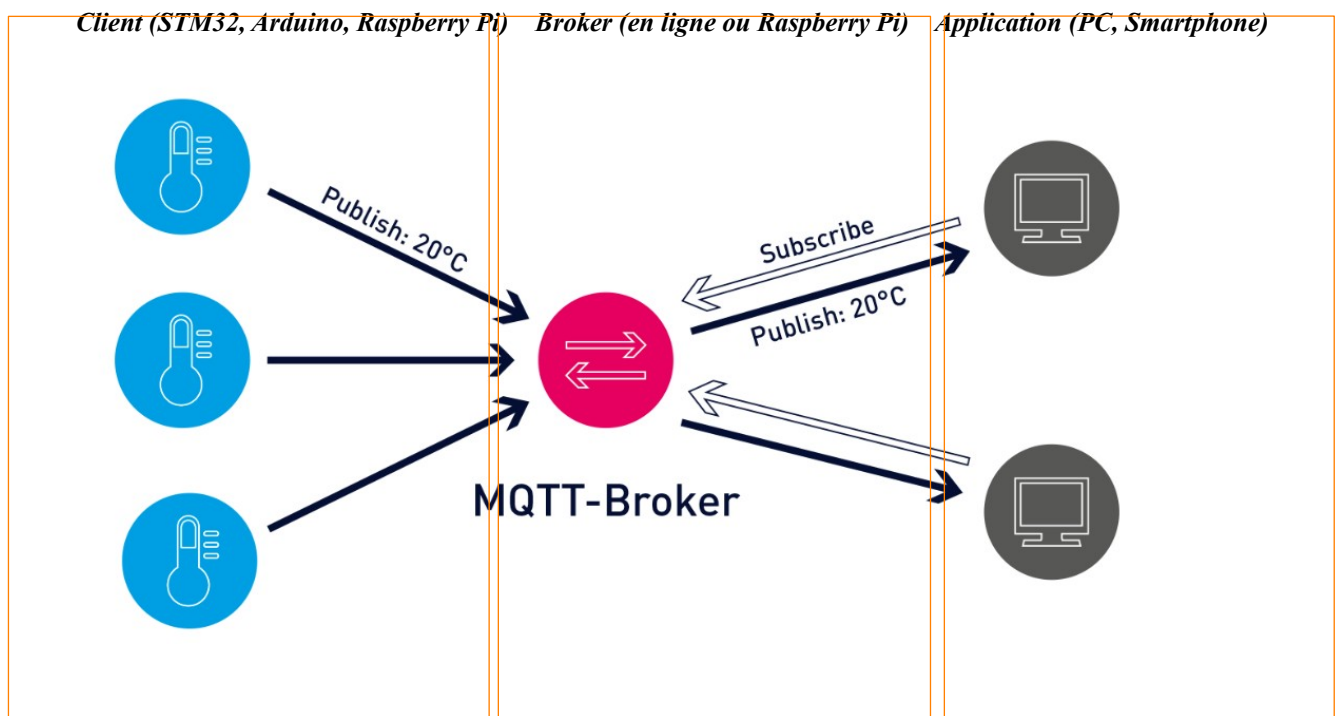 Client (STM32, Arduino, Raspberry Pi)
Broker (en ligne ou Raspberry Pi)
Application (PC, Smartphone)
Publish: 20°C
Subscribe
Publish: 20°C
MQTT-Broker